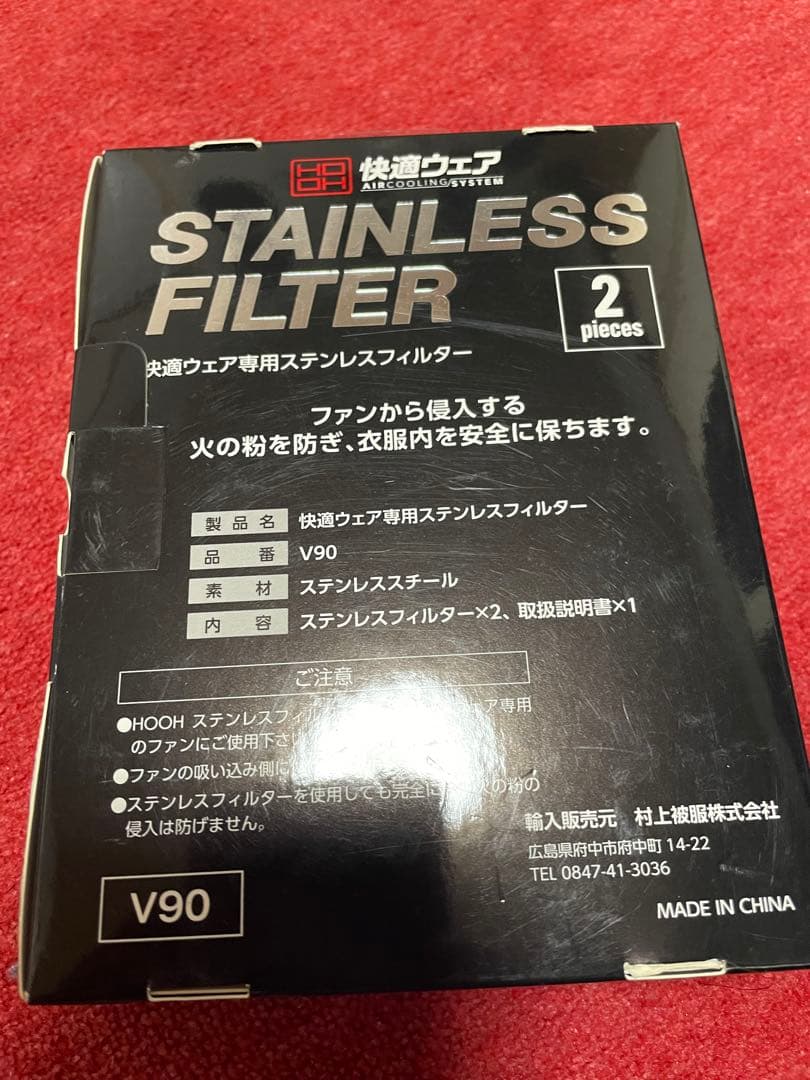 HOOH 快適ウェア
AIRCOOLING/SYSTEM
STAINLESS
FILTER
2
pieces
快適ウェア専用ステンレスフィルター
ファンから侵入する
火の粉を防ぎ、衣服内を安全に保ちます。
製品名 快適ウェア専用ステンレスフィルター
品番 V90
素材 ステンレススチール
内容 ステンレスフィルター×2、取扱説明書×1
ご注意
●HOOH ステンレスフィル ェア専用
のファンにご使用下さ
●ファンの吸い込み側に
●ステンレスフィルターを使用しても完全に 火の粉の
侵入は防げません。
輸入販売元 村上被服株式会社
広島県府中市府中町 14-22
TEL 0847-41-3036
V90
MADE IN CHINA